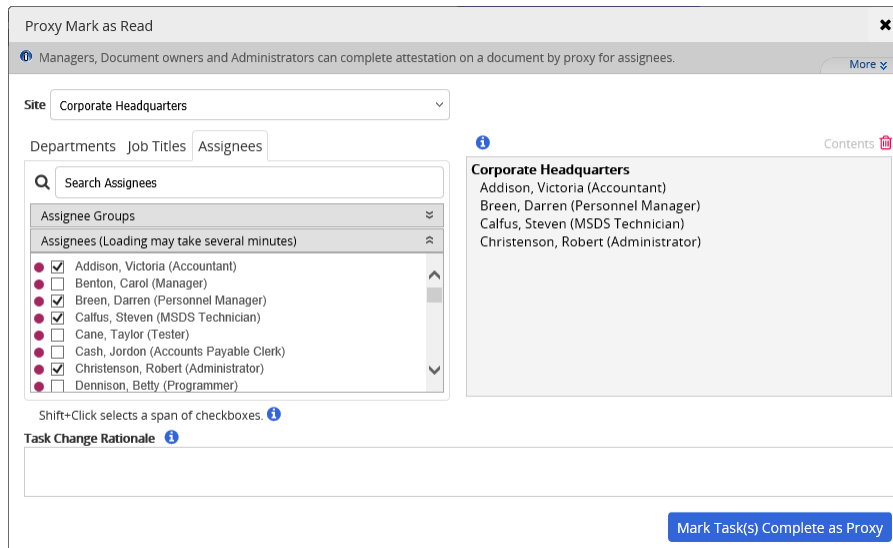 Proxy Mark as Read
Managers, Document owners and Administrators can complete attestation on a document by proxy for assignees.
More
Site Corporate Headquarters
Departments Job Titles Assignees
Search Assignees
Assignee Groups
Assignees (Loading may take several minutes)
Addison, Victoria (Accountant)
Benton, Carol (Manager)
Breen, Darren (Personnel Manager)
Calfus, Steven (MSDS Technician)
Cane, Taylor (Tester)
Cash, Jordon (Accounts Payable Clerk)
Christenson, Robert (Administrator)
Dennison, Betty (Programmer)
Shift+Click selects a span of checkboxes.
Contents
Corporate Headquarters
Addison, Victoria (Accountant)
Breen, Darren (Personnel Manager)
Calfus, Steven (MSDS Technician)
Christenson, Robert (Administrator)
Task Change Rationale
Mark Task(s) Complete as Proxy